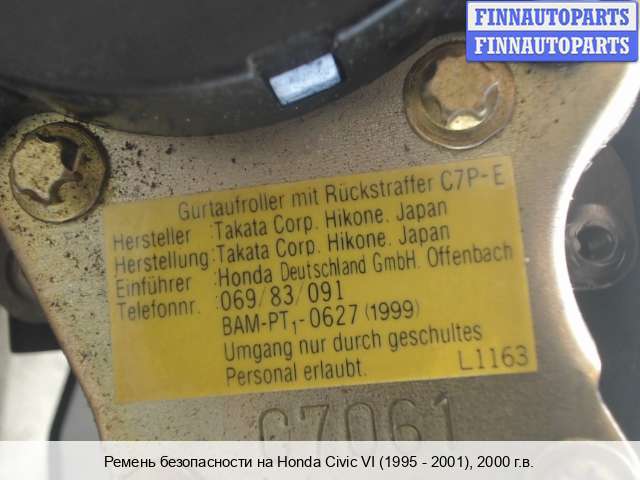 FINNAUTOPARTS
FINNAUTOPARTS
Gurtaufroller mit Rückstraffer C7P-E
Hersteller :Takata Corp. Hikone. Japan
Herstellung:Takata Corp. Hikone. Japan
Einführer :Honda Deutschland GmbH. Offenbach
Telefonnr. :069/83/091
BAM-PT₁-0627 (1999)
Umgang nur durch geschultes
Personal erlaubt. L1163
C7061
Ремень безопасности на Honda Civic VI (1995 - 2001), 2000 г.в.